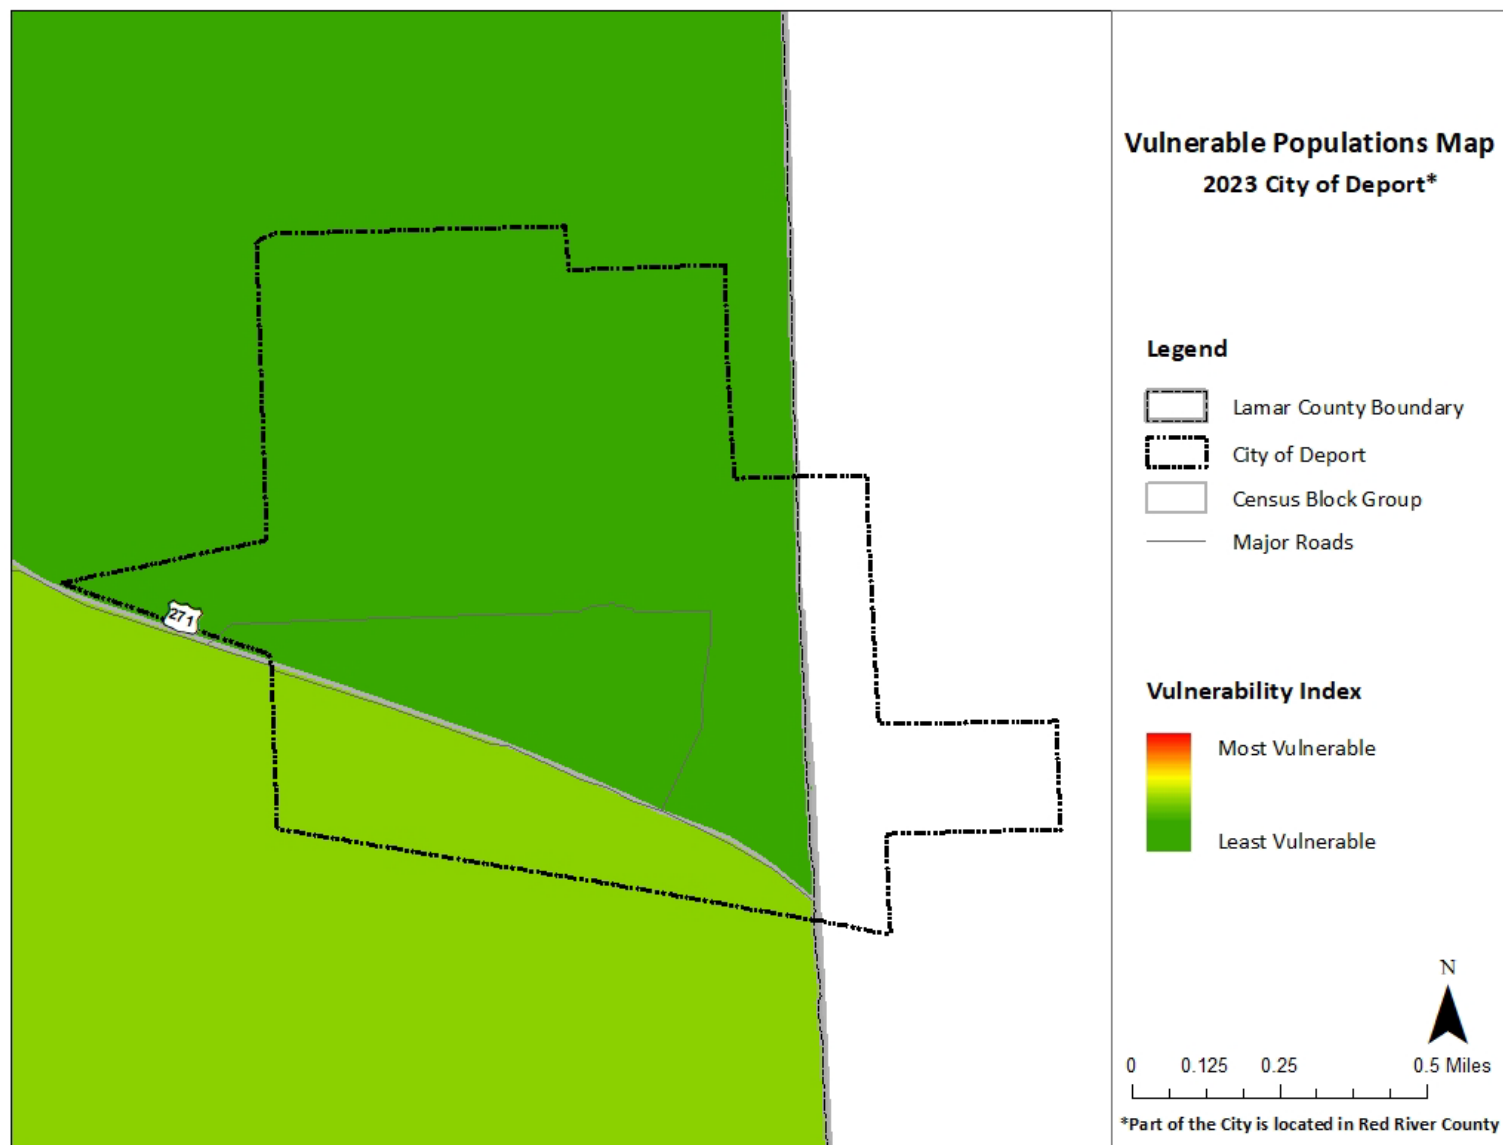 Vulnerable Populations Map
2023 City of Deport*
Legend
Lamar County Boundary
City of Deport
Census Block Group
Major Roads
271
Vulnerability Index
Most Vulnerable
Least Vulnerable
N
0 0.125 0.25 0.5 Miles
*Part of the City is located in Red River County